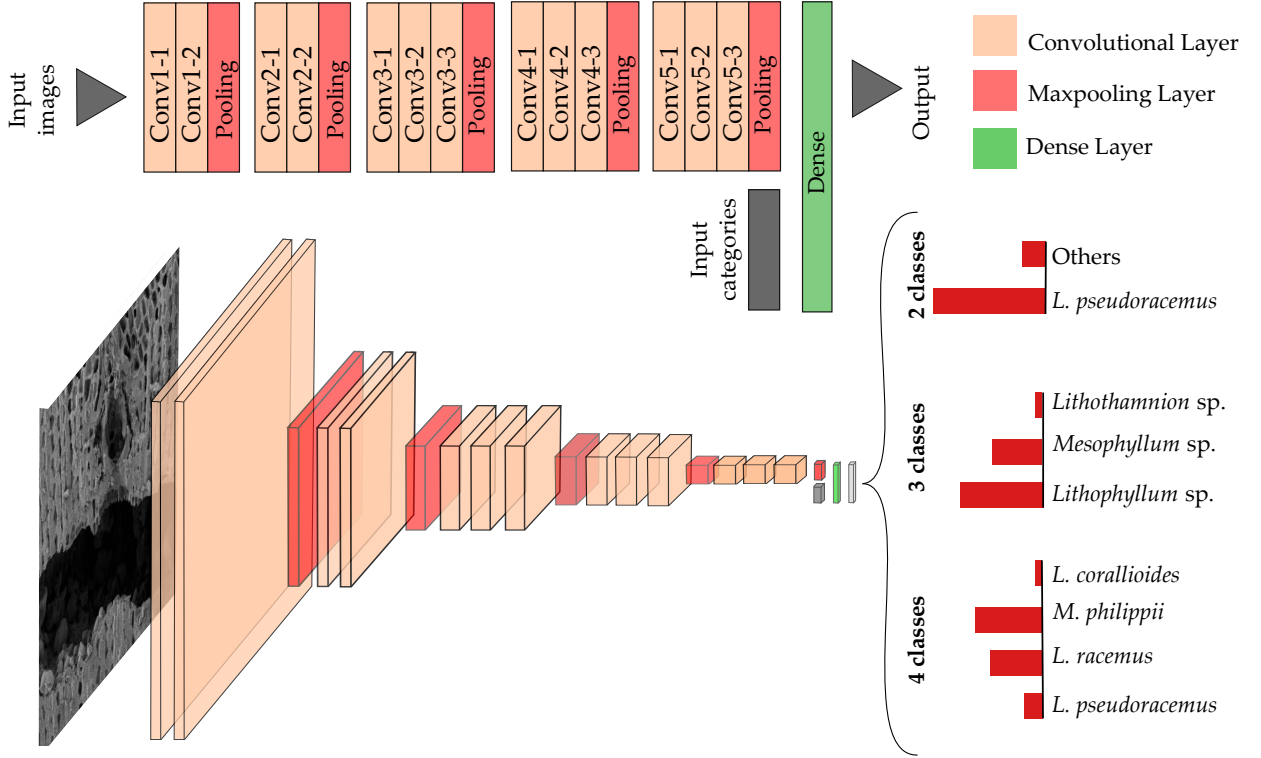 Input
images
Conv1-1
Conv1-2
Pooling
Conv2-1
Conv2-2
Pooling
Conv3-1
Conv3-2
Conv3-3
Pooling
Conv4-1
Conv4-2
Conv4-3
Pooling
Conv5-1
Conv5-2
Conv5-3
Pooling
Input
categories
Dense
Output
Convolutional Layer
Maxpooling Layer
Dense Layer
2 classes
Others
L. pseudoracemus
3 classes
Lithothamnion sp.
Mesophyllum sp.
Lithophyllum sp.
4 classes
L. corallioides
M. philippii
L. racemus
L. pseudoracemus